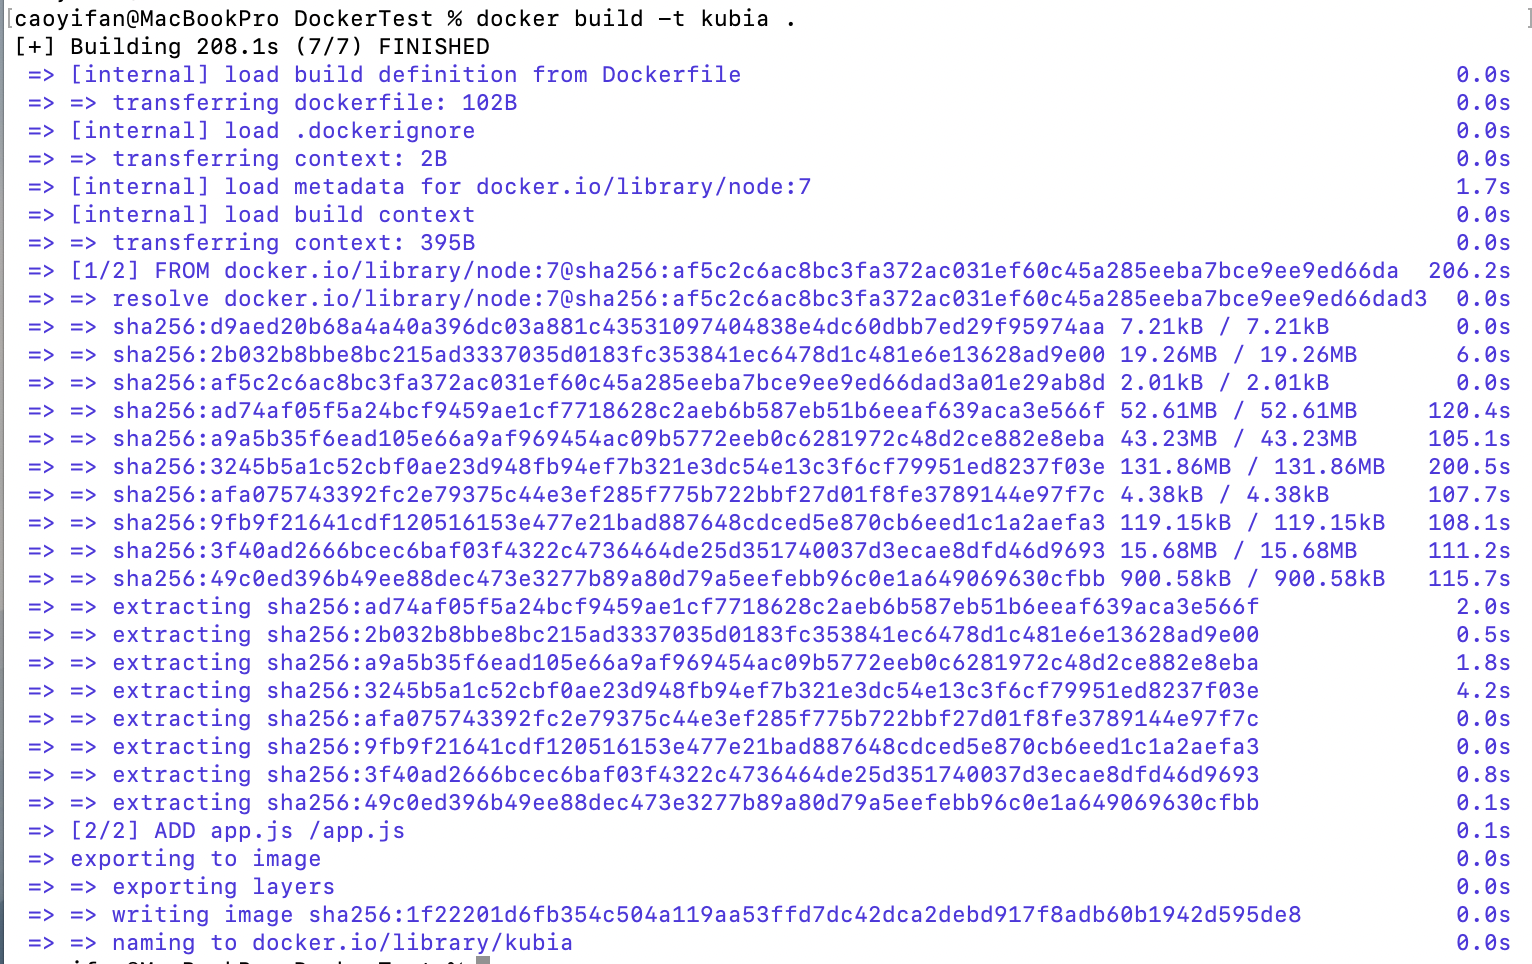 [caoyifan@MacBookPro DockerTest % docker build -t kubia . ]
[+] Building 208.1s (7/7) FINISHED
=> [internal] load build definition from Dockerfile 0.0s
=> => transferring dockerfile: 102B 0.0s
=> [internal] load .dockerignore 0.0s
=> => transferring context: 2B 0.0s
=> [internal] load metadata for docker.io/library/node:7 1.7s
=> [internal] load build context 0.0s
=> => transferring context: 395B 0.0s
=> [1/2] FROM docker.io/library/node:7@sha256:af5c2c6ac8bc3fa372ac031ef60c45a285eeba7bce9ee9ed66da 206.2s
=> => resolve docker.io/library/node:7@sha256:af5c2c6ac8bc3fa372ac031ef60c45a285eeba7bce9ee9ed66dad3 0.0s
=> => sha256:d9aed20b68a4a40a396dc03a881c43531097404838e4dc60dbb7ed29f95974aa 7.21kB / 7.21kB 0.0s
=> => sha256:2b032b8bbe8bc215ad3337035d0183fc353841ec6478d1c481e6e13628ad9e00 19.26MB / 19.26MB 6.0s
=> => sha256:af5c2c6ac8bc3fa372ac031ef60c45a285eeba7bce9ee9ed66dad3a01e29ab8d 2.01kB / 2.01kB 0.0s
=> => sha256:ad74af05f5a24bcf9459ae1cf7718628c2aeb6b587eb51b6eeaf639aca3e566f 52.61MB / 52.61MB 120.4s
=> => sha256:a9a5b35f6ead105e66a9af969454ac09b5772eeb0c6281972c48d2ce882e8eba 43.23MB / 43.23MB 105.1s
=> => sha256:3245b5a1c52cbf0ae23d948fb94ef7b321e3dc54e13c3f6cf79951ed8237f03e 131.86MB / 131.86MB 200.5s
=> => sha256:afa075743392fc2e79375c44e3ef285f775b722bbf27d01f8fe3789144e97f7c 4.38kB / 4.38kB 107.7s
=> => sha256:9fb9f21641cdf120516153e477e21bad887648cdced5e870cb6eed1c1a2aefa3 119.15kB / 119.15kB 108.1s
=> => sha256:3f40ad2666bcec6baf03f4322c4736464de25d351740037d3ecae8dfd46d9693 15.68MB / 15.68MB 111.2s
=> => sha256:49c0ed396b49ee88dec473e3277b89a80d79a5eefebb96c0e1a649069630cfbb 900.58kB / 900.58kB 115.7s
=> => extracting sha256:ad74af05f5a24bcf9459ae1cf7718628c2aeb6b587eb51b6eeaf639aca3e566f 2.0s
=> => extracting sha256:2b032b8bbe8bc215ad3337035d0183fc353841ec6478d1c481e6e13628ad9e00 0.5s
=> => extracting sha256:a9a5b35f6ead105e66a9af969454ac09b5772eeb0c6281972c48d2ce882e8eba 1.8s
=> => extracting sha256:3245b5a1c52cbf0ae23d948fb94ef7b321e3dc54e13c3f6cf79951ed8237f03e 4.2s
=> => extracting sha256:afa075743392fc2e79375c44e3ef285f775b722bbf27d01f8fe3789144e97f7c 0.0s
=> => extracting sha256:9fb9f21641cdf120516153e477e21bad887648cdced5e870cb6eed1c1a2aefa3 0.0s
=> => extracting sha256:3f40ad2666bcec6baf03f4322c4736464de25d351740037d3ecae8dfd46d9693 0.8s
=> => extracting sha256:49c0ed396b49ee88dec473e3277b89a80d79a5eefebb96c0e1a649069630cfbb 0.1s
=> [2/2] ADD app.js /app.js 0.1s
=> exporting to image 0.0s
=> => exporting layers 0.0s
=> => writing image sha256:1f22201d6fb354c504a119aa53ffd7dc42dca2debd917f8adb60b1942d595de8 0.0s
=> => naming to docker.io/library/kubia 0.0s